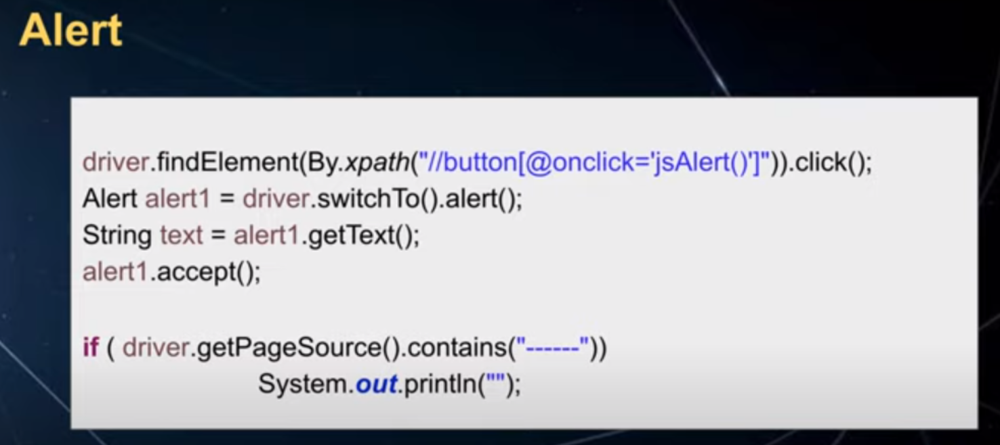 Alert
driver.findElement(By.xpath("//button[@onclick='jsAlert()']")).click();
Alert alert1 = driver.switchTo().alert();
String text = alert1.getText();
alert1.accept();
if ( driver.getPageSource().contains("------"))
System.out.println("");